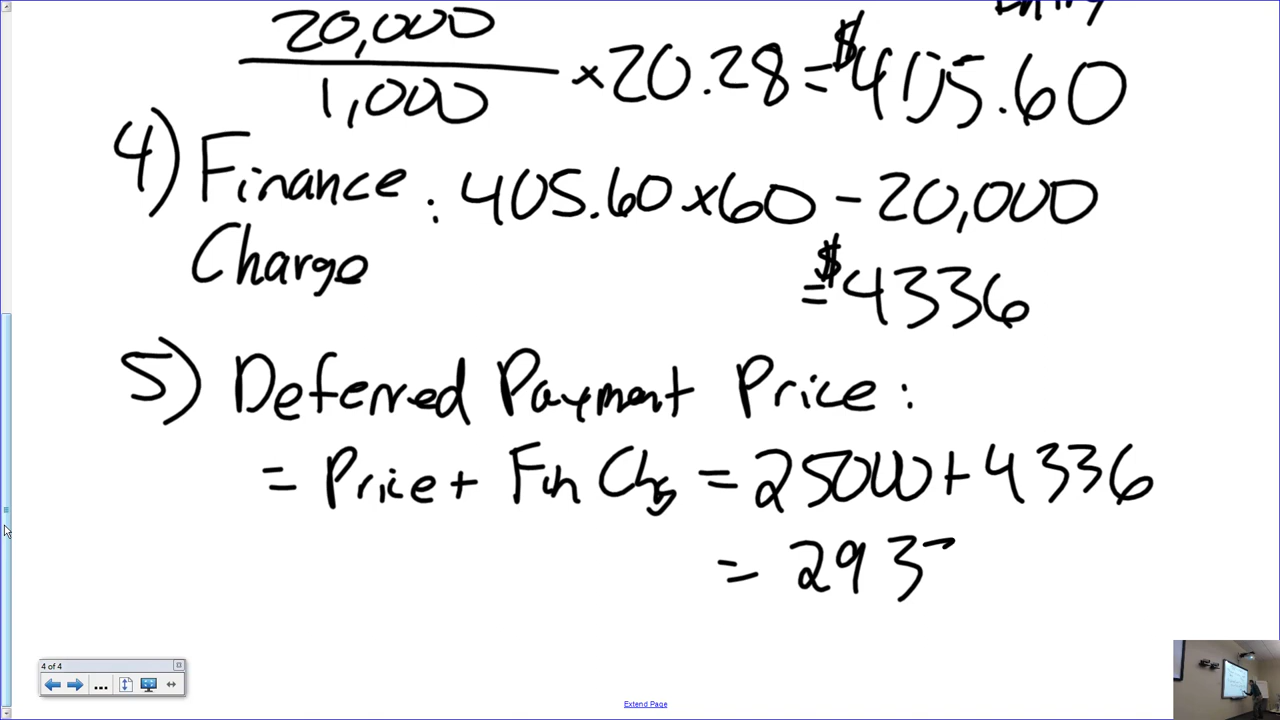 20,000
1,000
×20.28=$405.60
4) Finance : 405.60×60 - 20,000
Charge
=$4336
5) Deferred Payment Price:
= Price + Fin Chg = 25000+4336
= 293
4 of 4
Extend Page